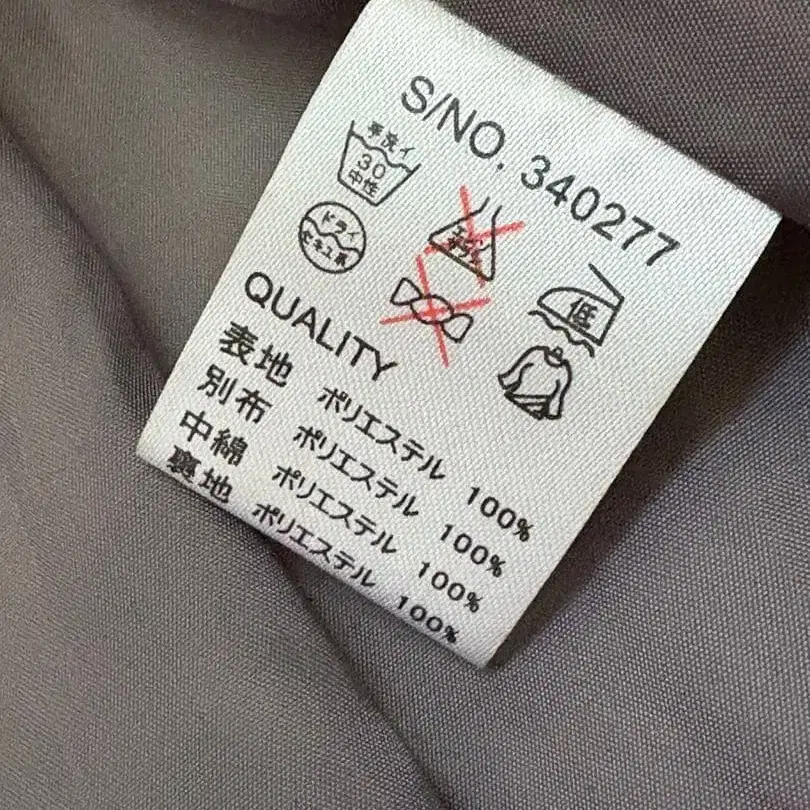 S/NO. 340277
手洗イ
30
中性
エンソ
サラシ
低
ドライ
セキユ系
QUALITY
表地 ポリエステル 100%
別布 ポリエステル 100%
中綿 ポリエステル 100%
裏地 ポリエステル 100%